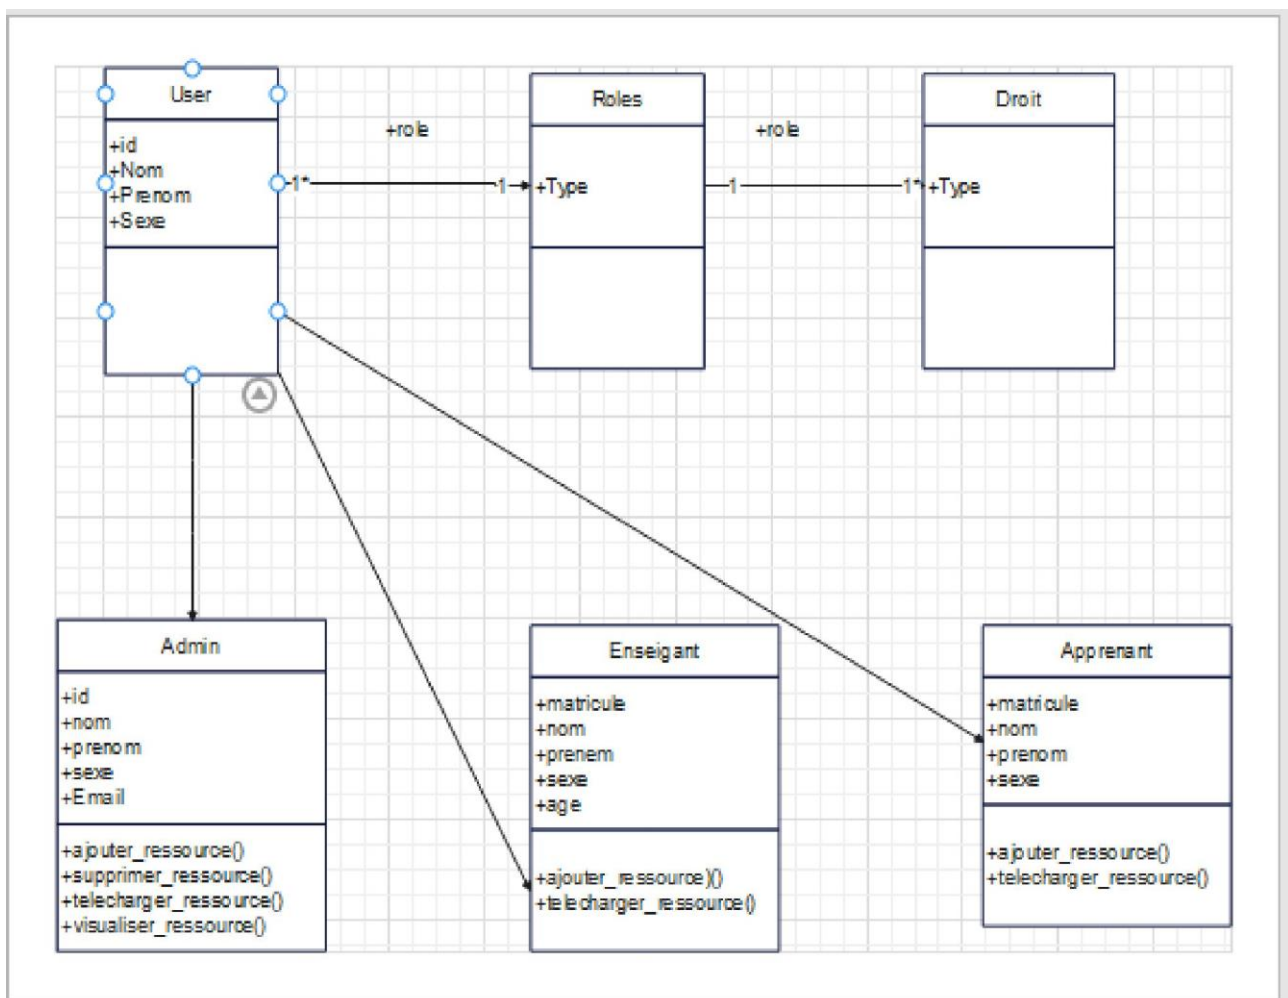 User
+id
+Nom
+Prenom
+Sexe
+role
1*
1
Roles
+Type
+role
1
1*
Droit
+Type
Admin
+id
+nom
+prenom
+sexe
+Email
+ajouter_ressource()
+supprimer_ressource()
+telecharger_ressource()
+visualiser_ressource()
Enseigant
+matricule
+nom
+prenem
+sexe
+age
+ajouter_ressource)()
+telecharger_ressource()
Apprenant
+matricule
+nom
+prenom
+sexe
+ajouter_ressource()
+telecharger_ressource()